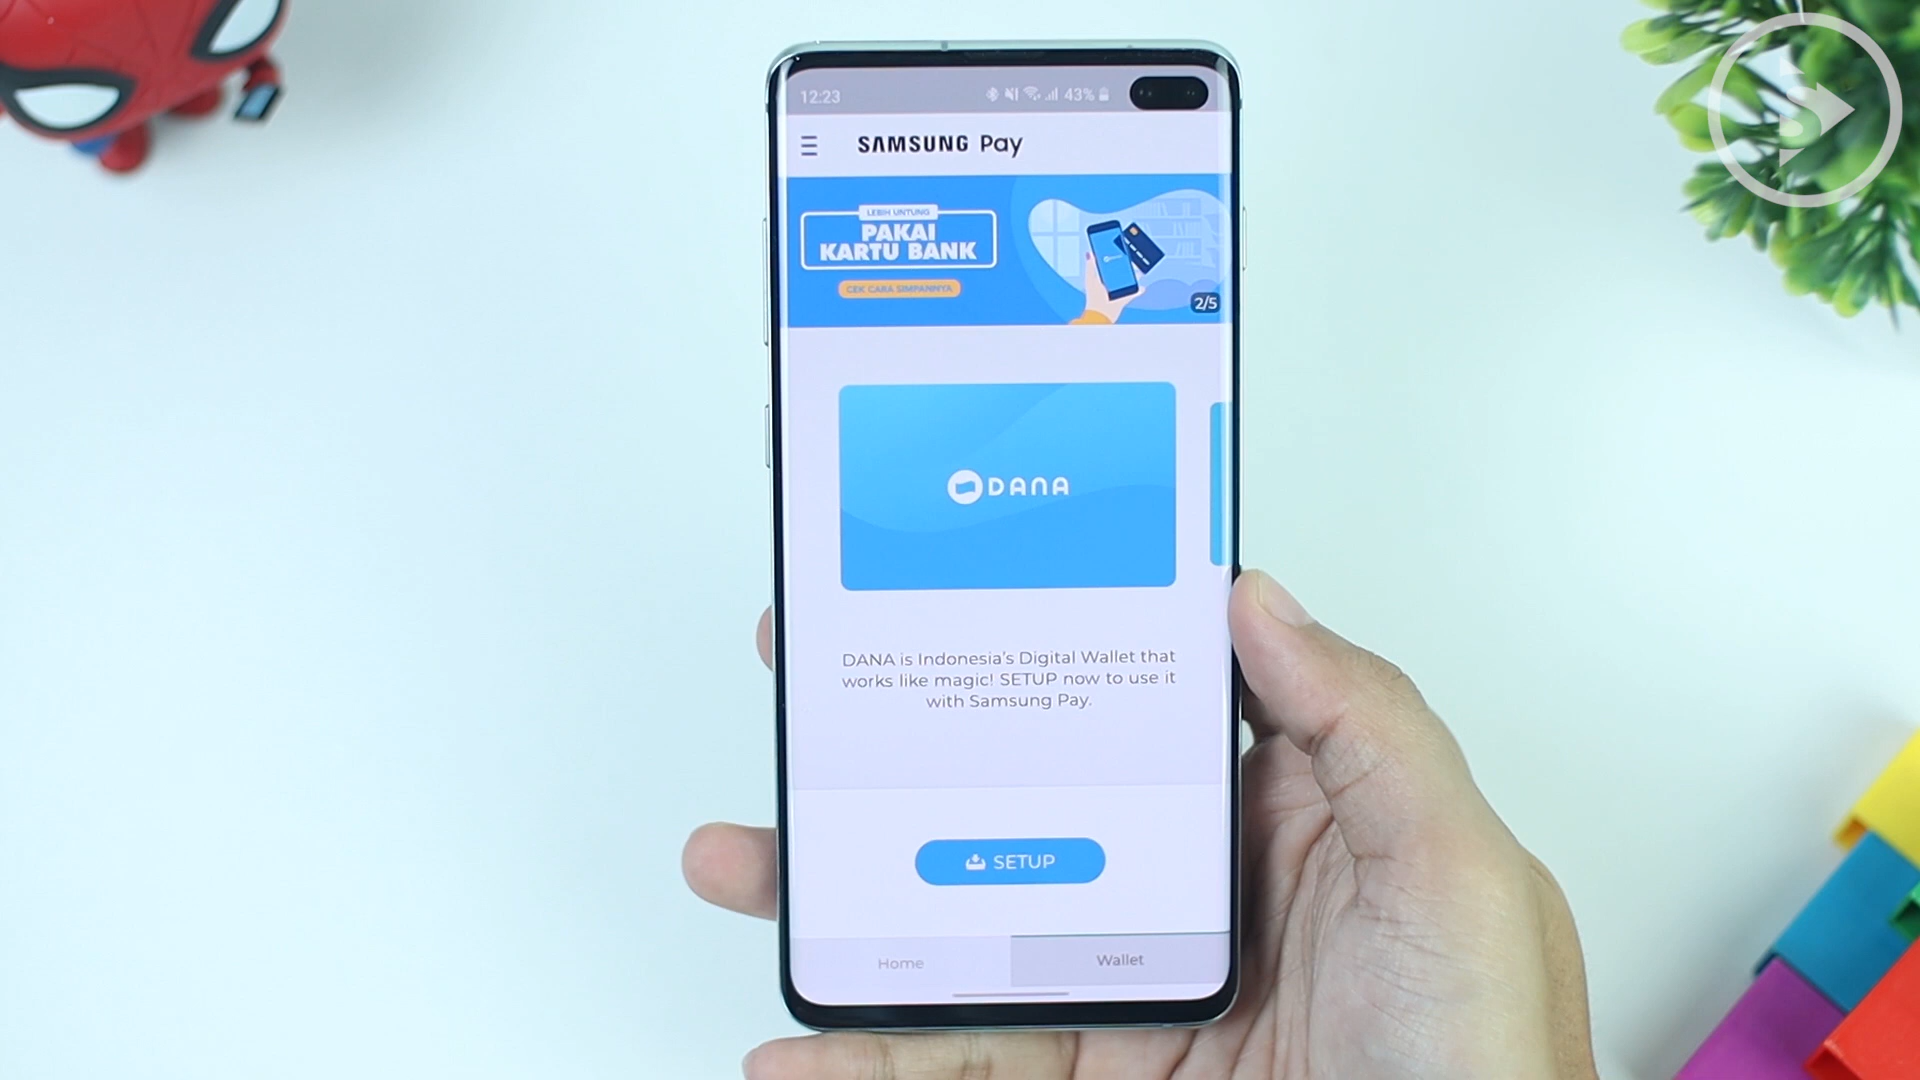 12:23
43%
SAMSUNG Pay
LEBIH UNTUNG
PAKAI
KARTU BANK
CEK CARA SIMPANNYA
2/5
DANA
DANA is Indonesia's Digital Wallet that
works like magic! SETUP now to use it
with Samsung Pay.
SETUP
Home
Wallet